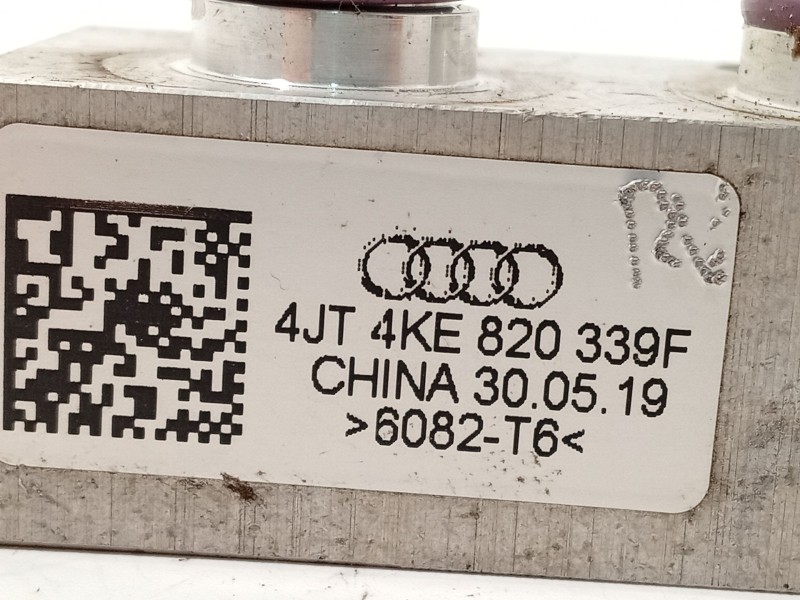 4JT 4KE 820 339F
CHINA 30.05.19
>6082-T6<